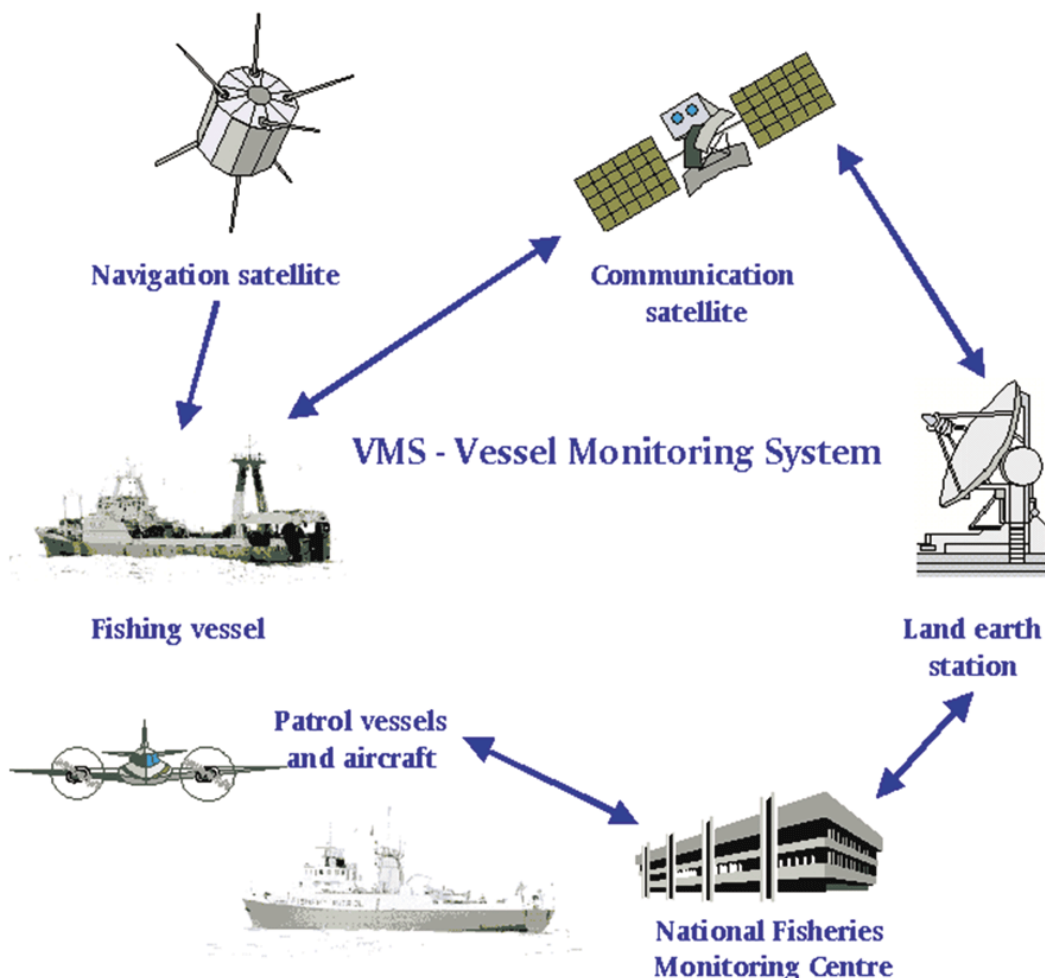 Navigation satellite
Communication
satellite
VMS - Vessel Monitoring System
Fishing vessel
Land earth
station
Patrol vessels
and aircraft
National Fisheries
Monitoring Centre